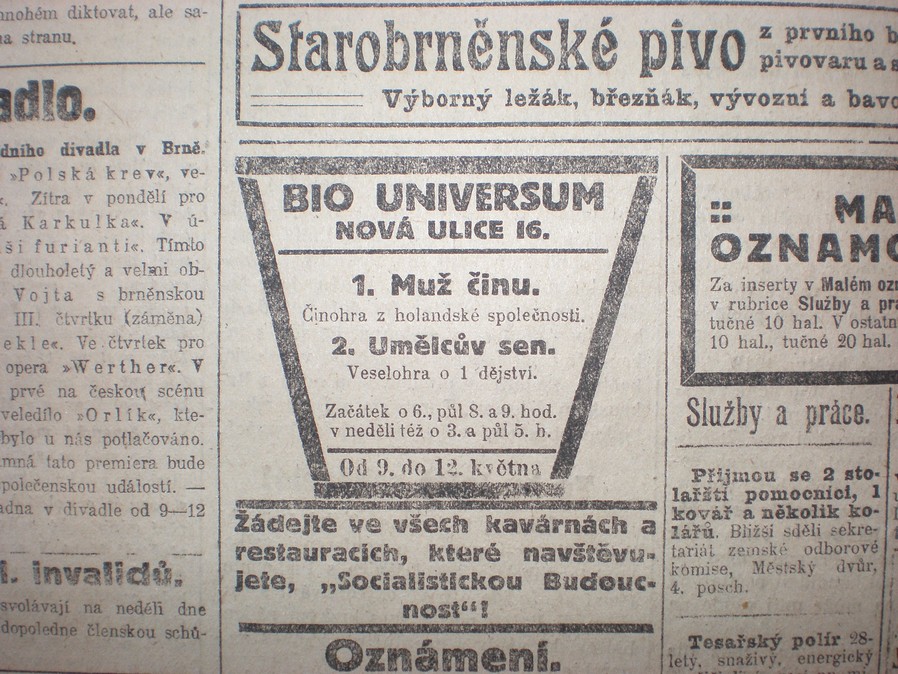 nnohém diktovat, ale sa-
na stranu.
adlo.
dního divadla v Brně.
»Polská krev«, ve-
«. Zítra v pondělí pro
á Karkulka«. V ú-
ši furianti«. Tímto
dlouholetý a velmi ob-
Vojta s brněnskou
III. čtvrtku (záměna)
ekle«. Ve čtvrtek pro
opera »Werther«. V
prvé na českou scénu
veledílo »Orlík«, kte-
bylo u nás potlačováno.
mná tato premiera bude
společenskou událostí. —
adna v divadle od 9—12
i. invalidů.
svolávají na neděli dne
dopoledne členskou schů-
Starobrněnské pivo
z prvního b
pivovaru a s
Výborný ležák, březňák, vývozní a bavo
BIO UNIVERSUM
NOVÁ ULICE 16.
1. Muž činu.
Činohra z holandské společnosti.
2. Umělcův sen.
Veselohra o 1 dějství.
Začátek o 6., půl 8. a 9. hod.
v neděli též o 3. a půl 5. h.
Od 9. do 12. května
Žádejte ve všech kavárnách a
restauracích, které navštěvu-
jete, „Socialistickou Budouc-
nost“!
Oznámení.
:: MA
OZNAMO
Za inserty v Malém ozn
v rubrice Služby a prá
tučné 10 hal. V ostatn
10 hal., tučné 20 hal.
Služby a práce.
Přijmou se 2 sto-
lařští pomocníci, 1
kovář a několik ko-
lářů. Bližší sdělí sekre-
tariát zemské odborové
komise, Městský dvůr,
4. posch.
Tesařský polír 28-
letý, snaživý, energický